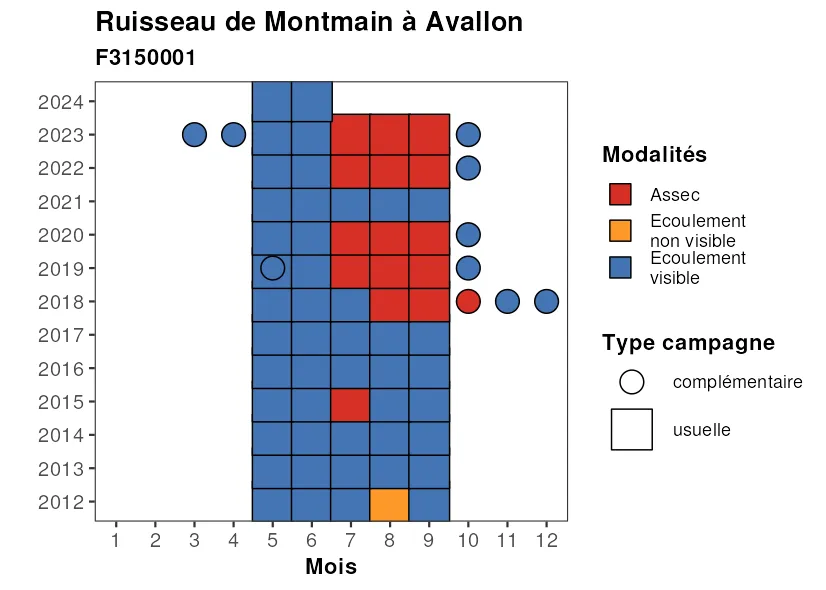 Ruisseau de Montmain à Avallon
F3150001
2024
2023
2022
2021
2020
2019
2018
2017
2016
2015
2014
2013
2012
1 2 3 4 5 6 7 8 9 10 11 12
Mois
Modalités
Assec
Ecoulement
non visible
Ecoulement
visible
Type campagne
complémentaire
usuelle